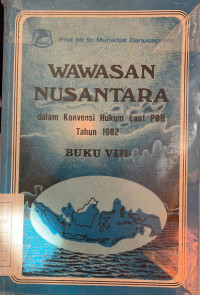 Prof. Mr. St. Munadjat Danusaputro
WAWASAN
NUSANTARA
dalam Konvensi Hukum Laut PBB
Tahun 1982
BUKU VIII